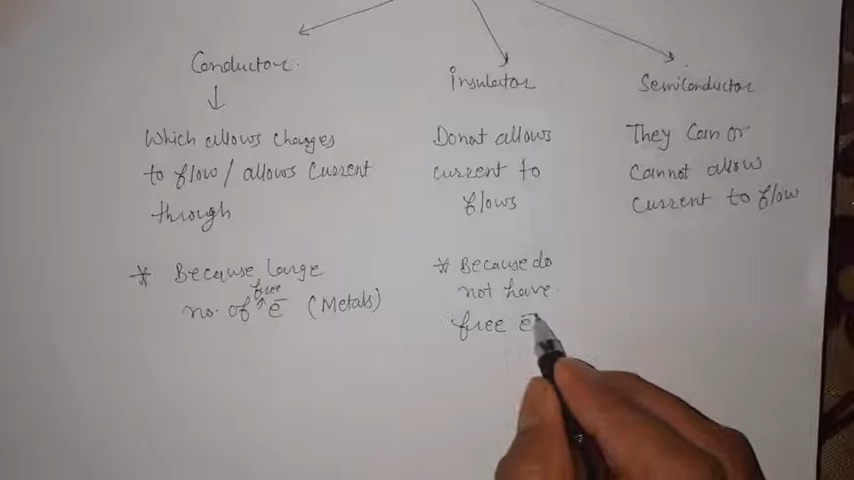 Conductor.
Which allows charges
to flow / allows current
through
* Because large
free
no. of e⁻ (Metals)
Insulator
Donot allows
current to
flows
* Because do
not have
free e⁻
Semiconductor
They Can or
Cannot allow
Current to flow